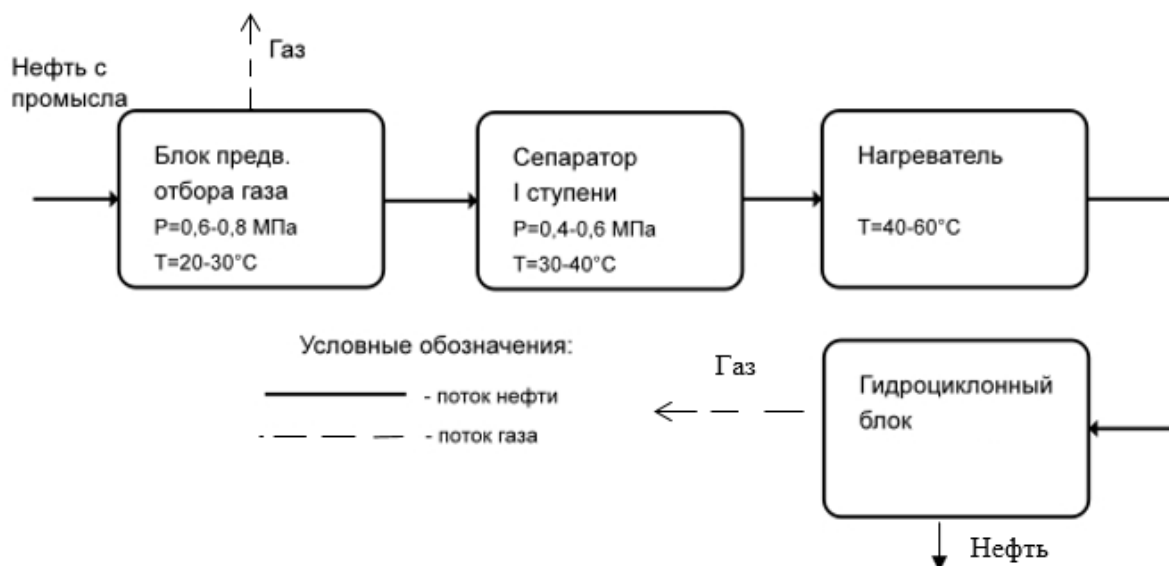 Газ
Нефть с
промысла
Блок предв.
отбора газа
P=0,6-0,8 МПа
T=20-30°C
Сепаратор
I ступени
P=0,4-0,6 МПа
T=30-40°C
Нагреватель
T=40-60°C
Условные обозначения:
- поток нефти
- поток газа
Газ
Гидроциклонный
блок
Нефть